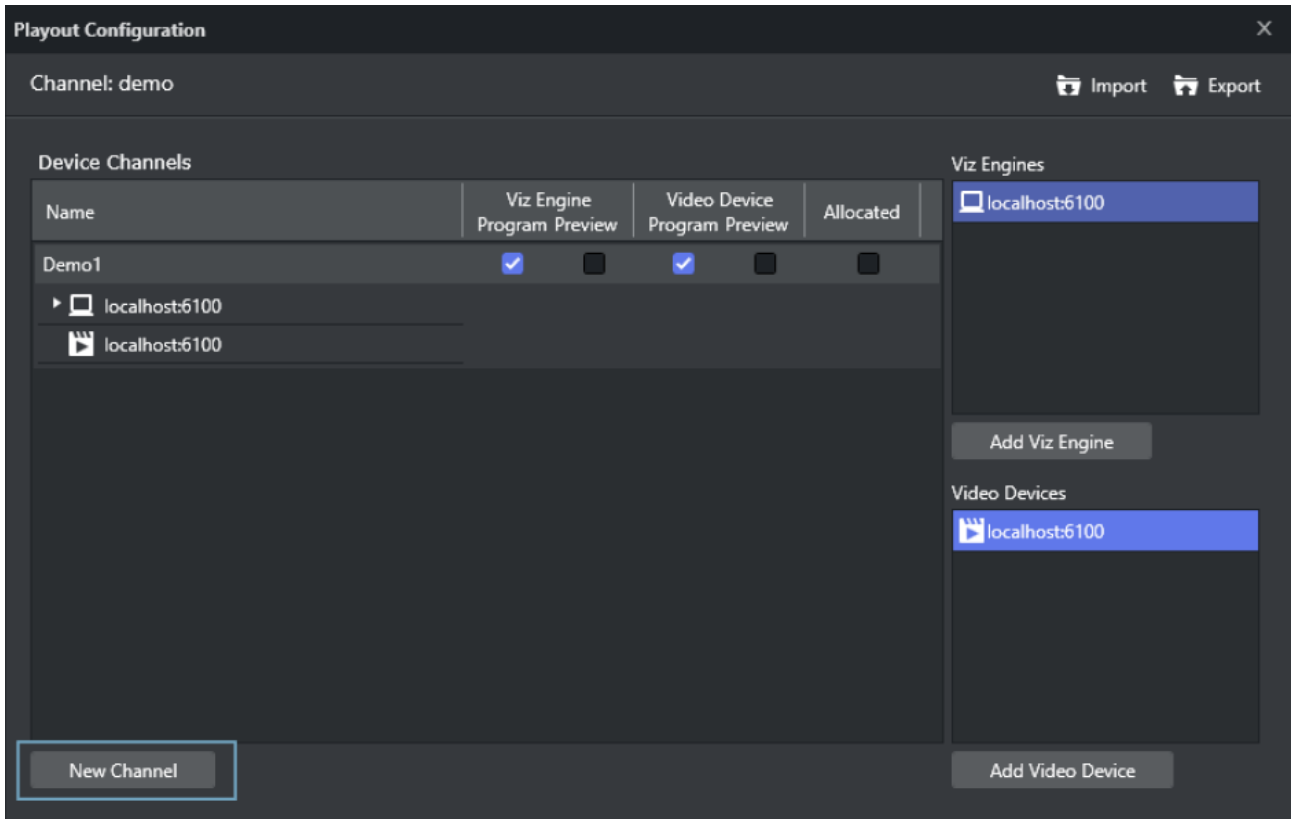 Playout Configuration
Channel: demo
Import
Export
Device Channels
Viz Engines
Name
Viz Engine
Program Preview
Video Device
Program Preview
Allocated
localhost:6100
Demo1
localhost:6100
localhost:6100
Add Viz Engine
Video Devices
localhost:6100
New Channel
Add Video Device